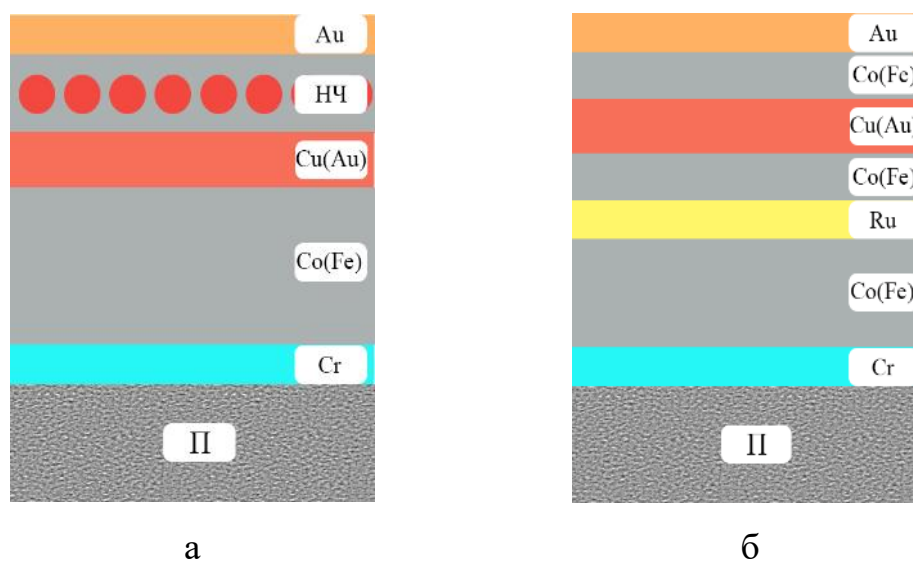 Au
НЧ
Cu(Au)
Co(Fe)
Cr
П
а
Au
Co(Fe)
Cu(Au)
Co(Fe)
Ru
Co(Fe)
Cr
П
б